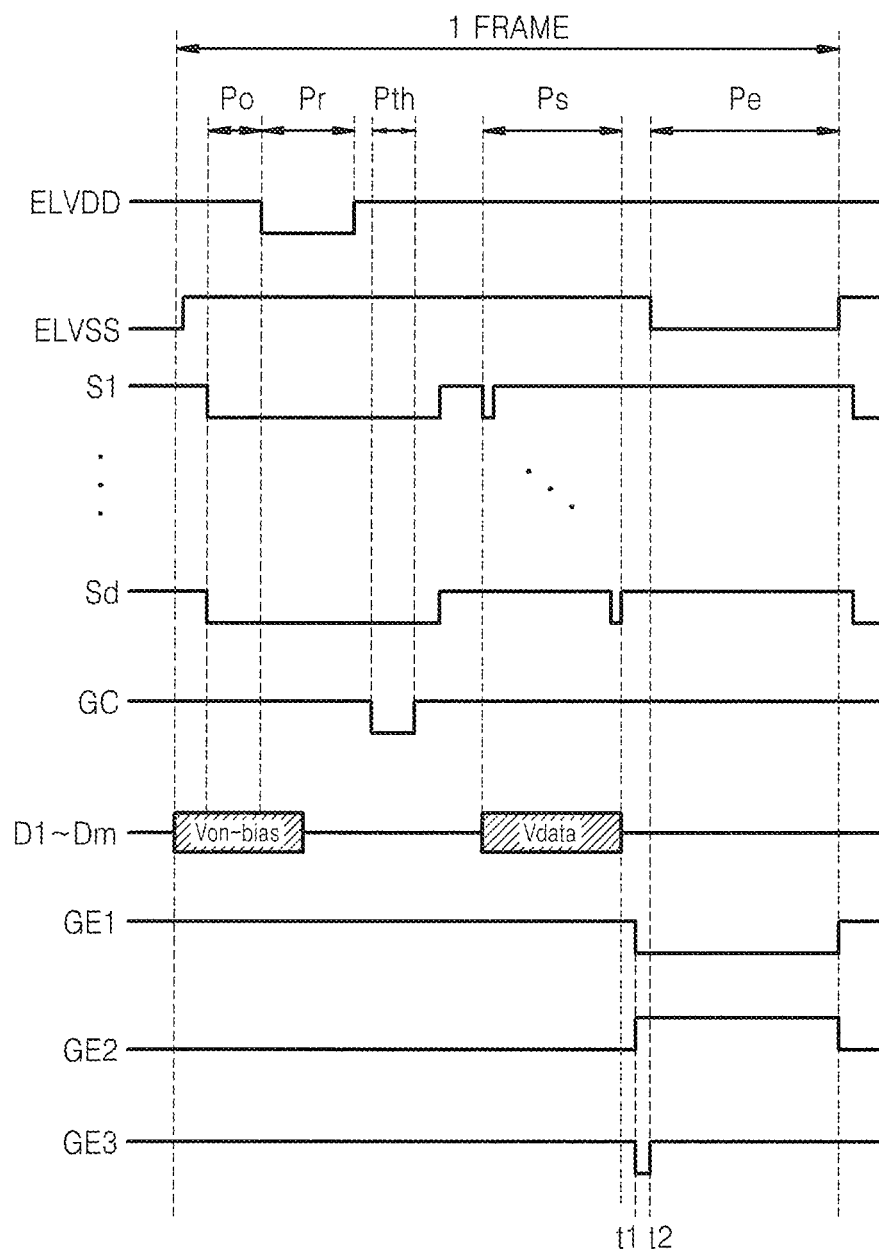 1 FRAME
Po Pr Pth Ps Pe
ELVDD
ELVSS
S1
Sd
GC
D1~Dm Von-bias Vdata
GE1
GE2
GE3
t1 t2